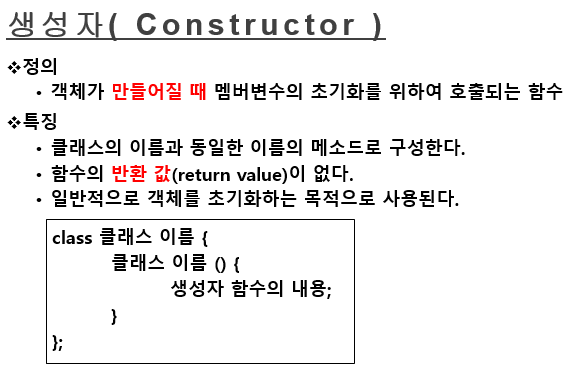 생성자( Constructor )
❖정의
• 객체가 만들어질 때 멤버변수의 초기화를 위하여 호출되는 함수
❖특징
• 클래스의 이름과 동일한 이름의 메소드로 구성한다.
• 함수의 반환 값(return value)이 없다.
• 일반적으로 객체를 초기화하는 목적으로 사용된다.
class 클래스 이름 {
클래스 이름 () {
생성자 함수의 내용;
}
};